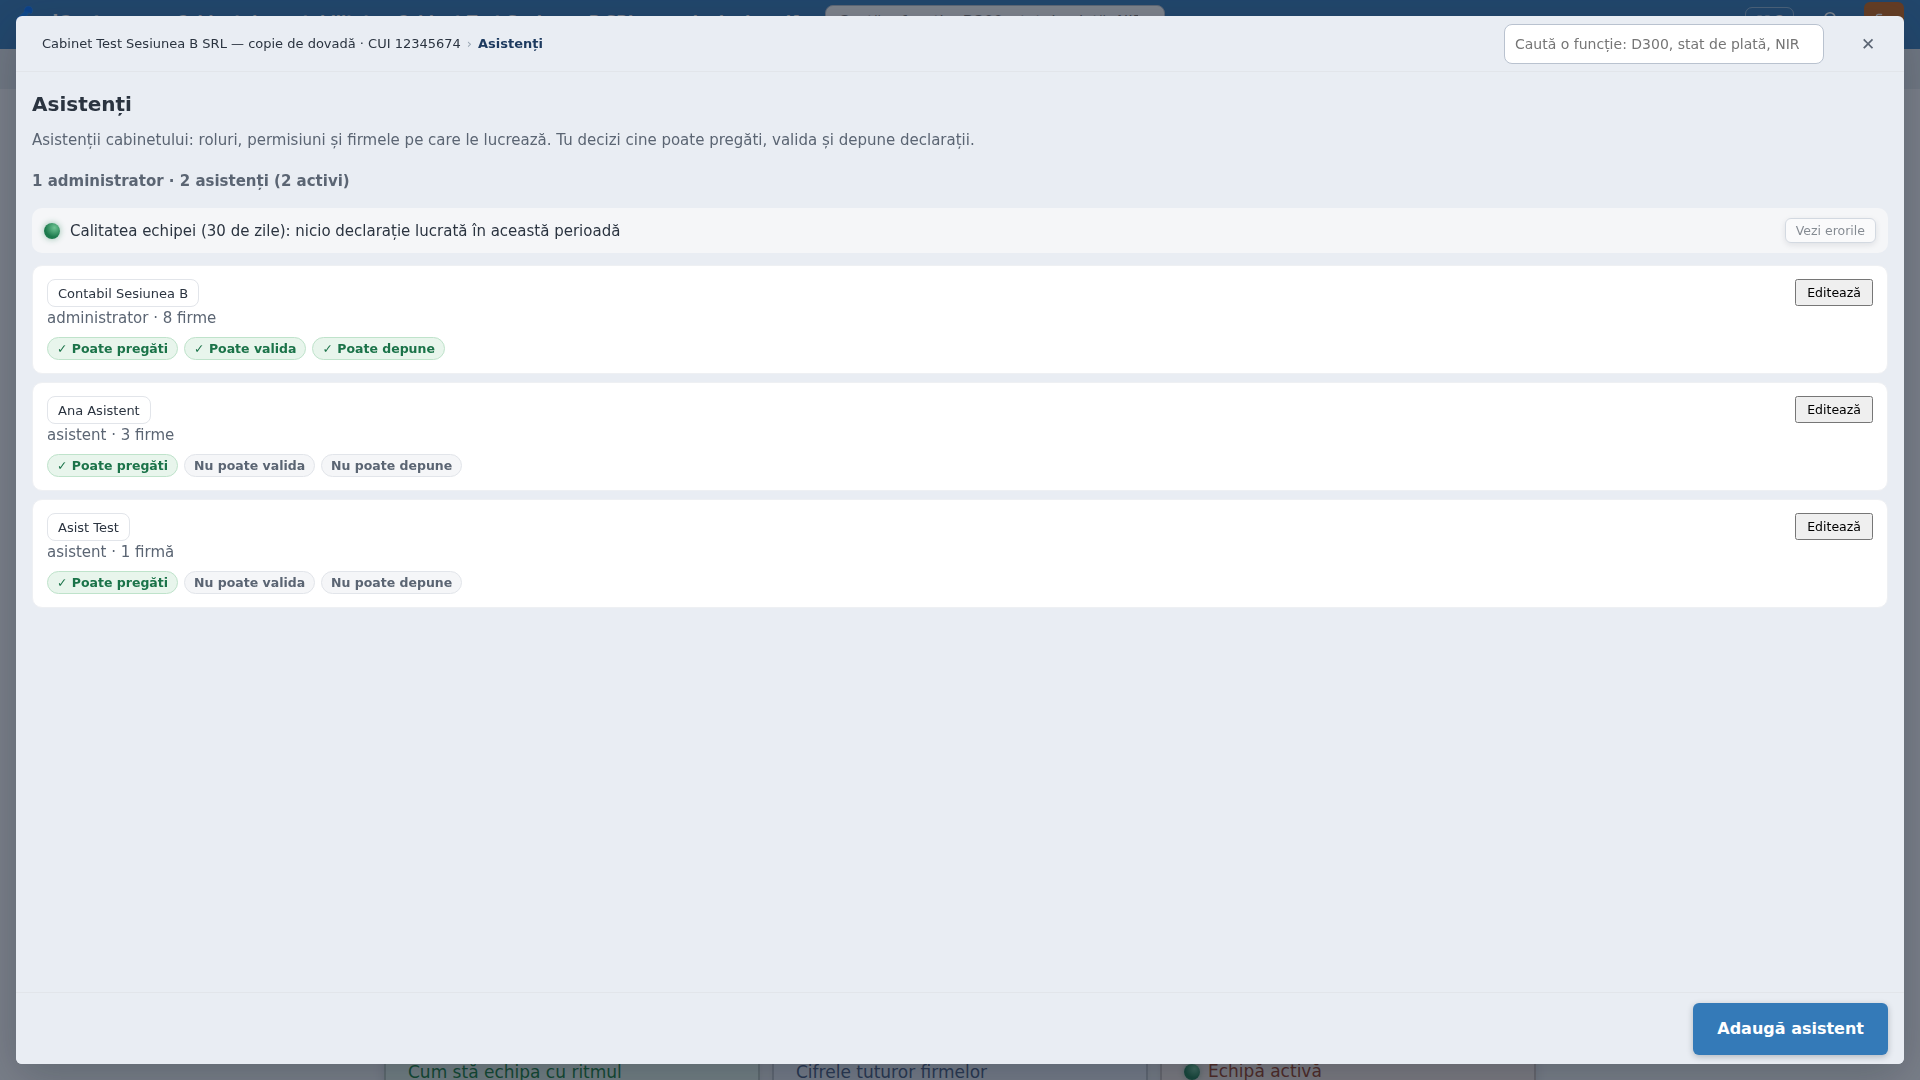 Cabinet Test Sesiunea B SRL — copie de dovadă · CUI 12345674 › Asistenți
Caută o funcție: D300, stat de plată, NIR
✕
Asistenți
Asistenții cabinetului: roluri, permisiuni și firmele pe care le lucrează. Tu decizi cine poate pregăti, valida și depune declarații.
1 administrator · 2 asistenți (2 activi)
Calitatea echipei (30 de zile): nicio declarație lucrată în această perioadă
Vezi erorile
Contabil Sesiunea B
Editează
administrator · 8 firme
✓ Poate pregăti ✓ Poate valida ✓ Poate depune
Ana Asistent
Editează
asistent · 3 firme
✓ Poate pregăti Nu poate valida Nu poate depune
Asist Test
Editează
asistent · 1 firmă
✓ Poate pregăti Nu poate valida Nu poate depune
Adaugă asistent
Cum stă echipa cu ritmul
Cifrele tuturor firmelor
Echipă activă